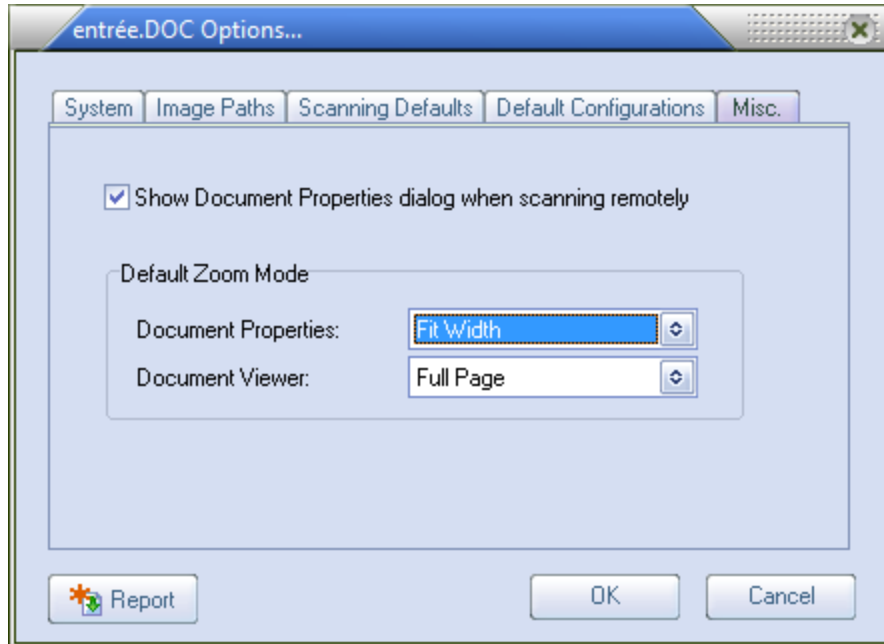 entrée.DOC Options...
System Image Paths Scanning Defaults Default Configurations Misc.
Show Document Properties dialog when scanning remotely
Default Zoom Mode
Document Properties: Fit Width
Document Viewer: Full Page
Report OK Cancel